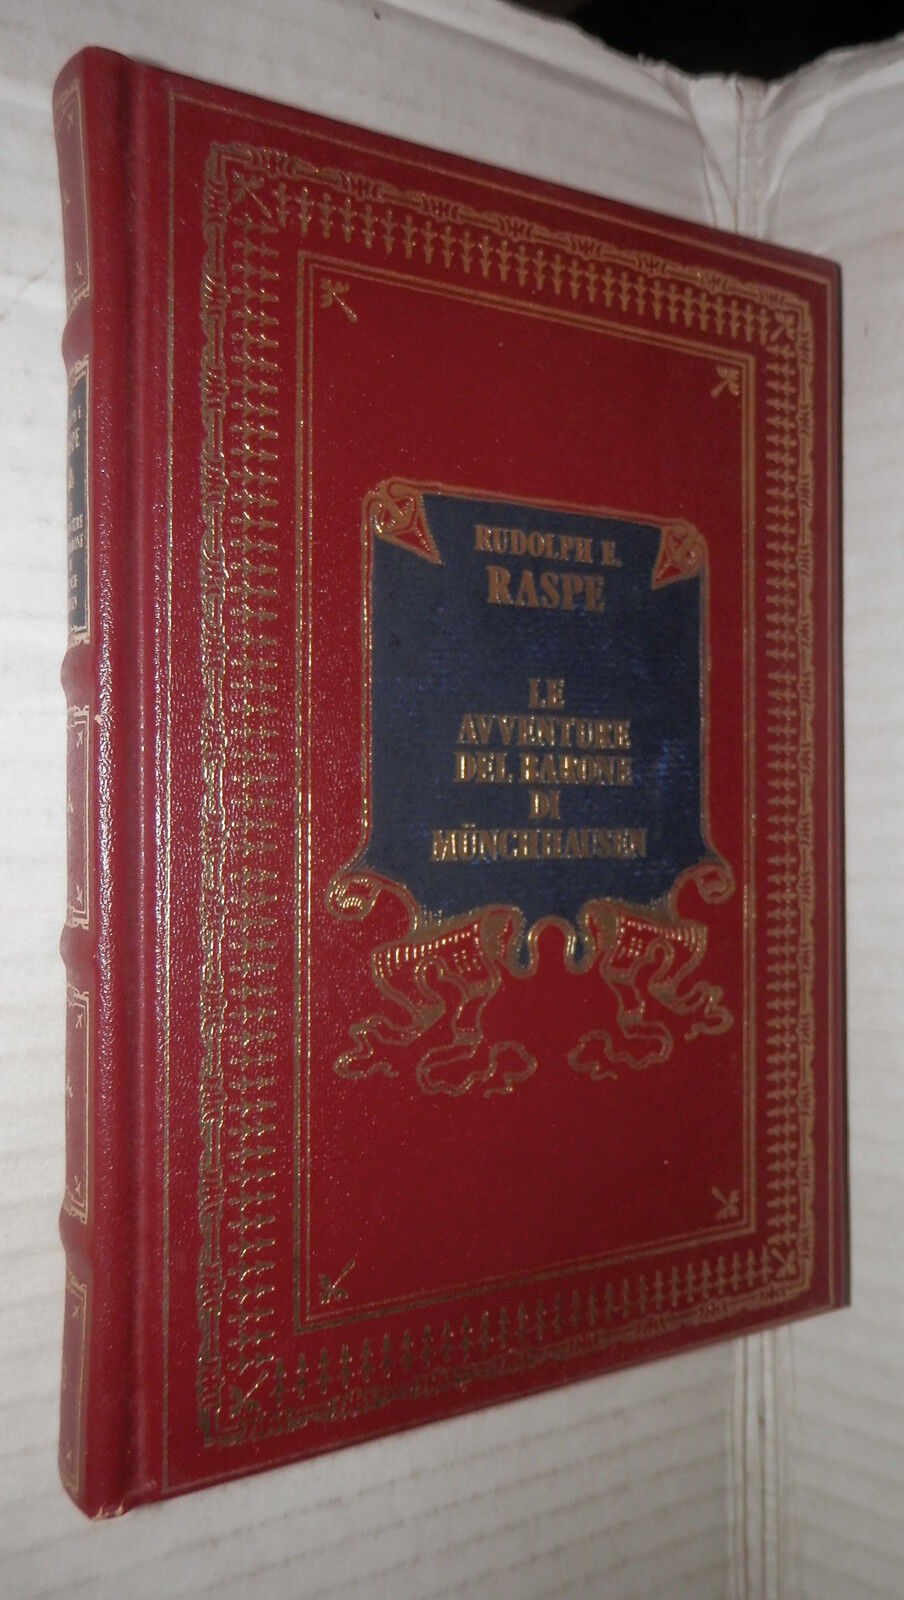 RUDOLPH E.
RASPE
LE
AVVENTURE
DEL BARONE
DI
MÜNCHHAUSEN